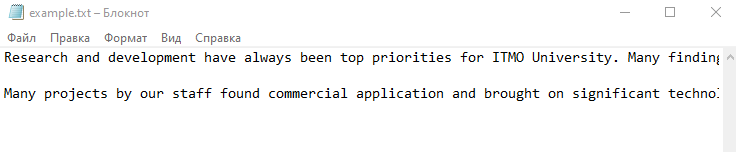 example.txt – Блокнот
Файл Правка Формат Вид Справка
Research and development have always been top priorities for ITMO University. Many finding
Many projects by our staff found commercial application and brought on significant technol